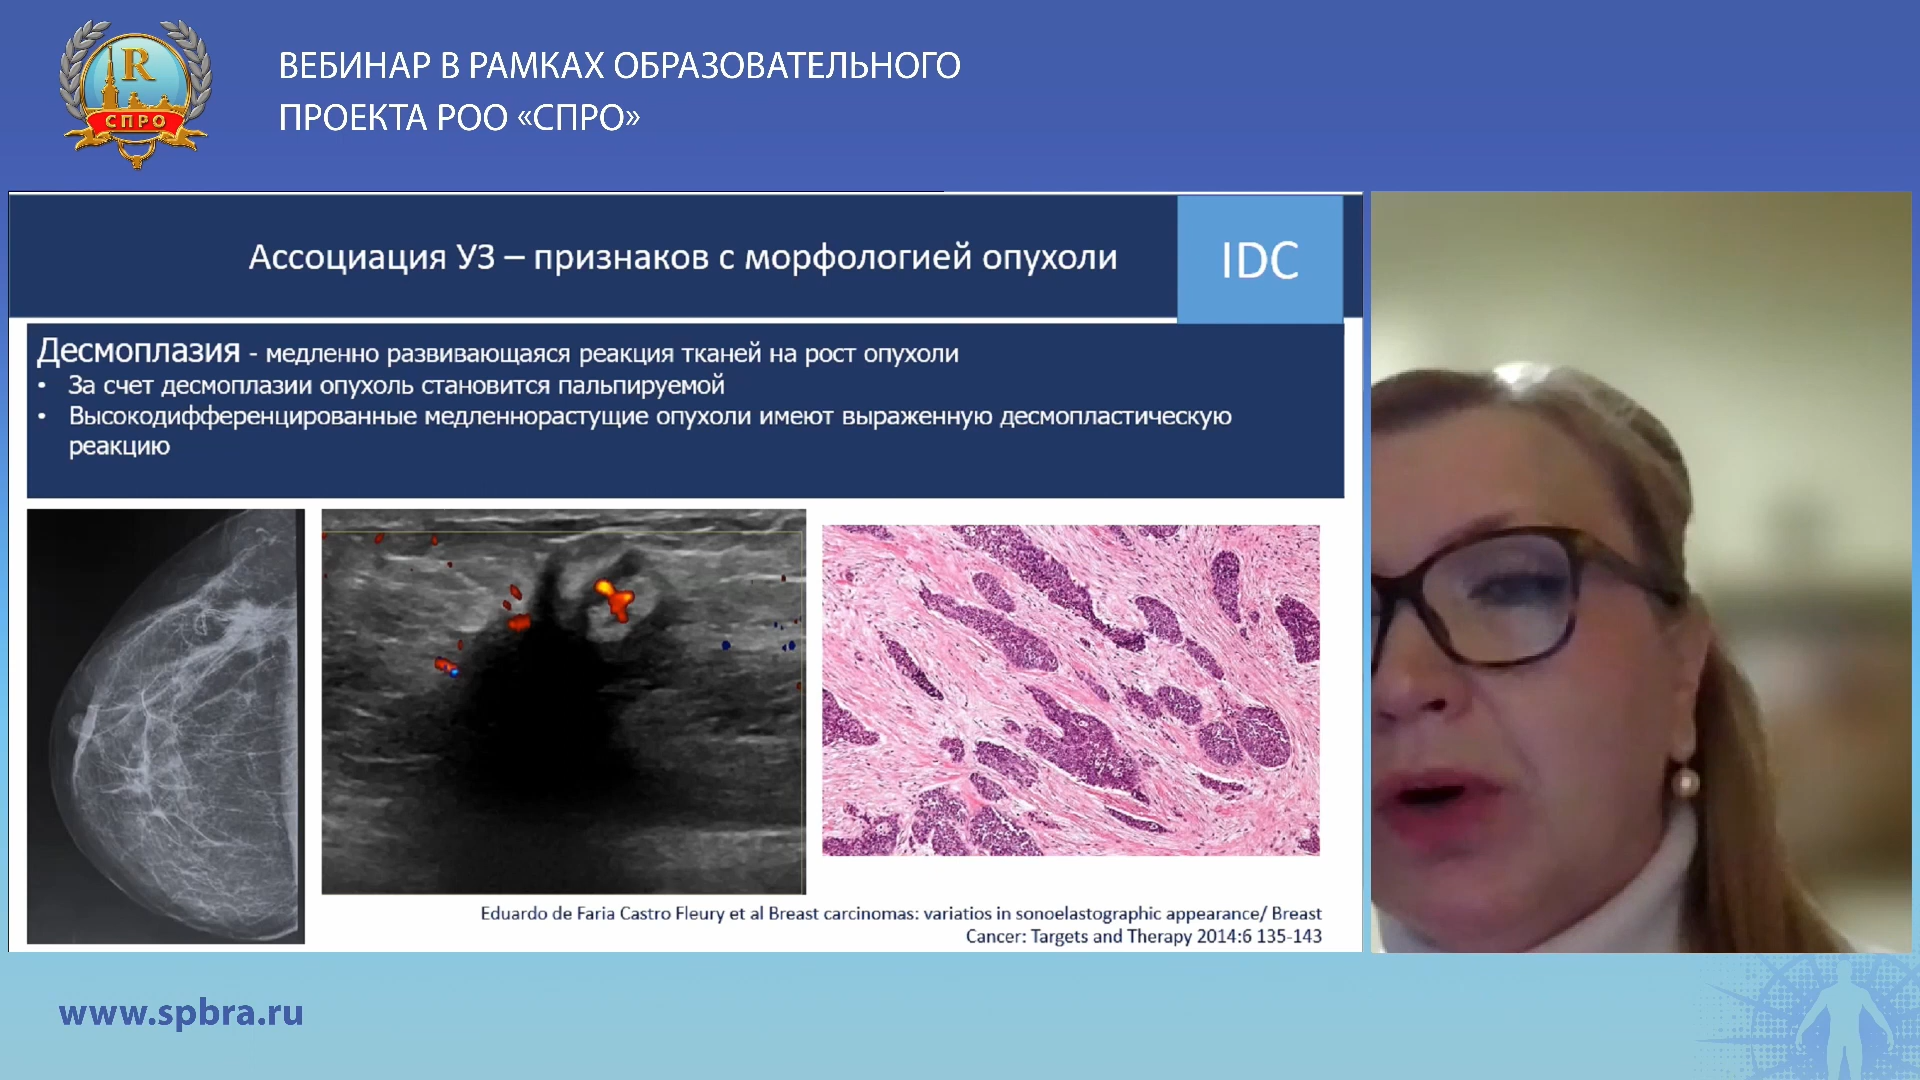 R
СПРО
ВЕБИНАР В РАМКАХ ОБРАЗОВАТЕЛЬНОГО
ПРОЕКТА РОО «СПРО»
Ассоциация УЗ – признаков с морфологией опухоли
IDC
Десмоплазия - медленно развивающаяся реакция тканей на рост опухоли
• За счет десмоплазии опухоль становится пальпируемой
• Высокодифференцированные медленнорастущие опухоли имеют выраженную десмопластическую
реакцию
Eduardo de Faria Castro Fleury et al Breast carcinomas: variatios in sonoelastographic appearance/ Breast
Cancer: Targets and Therapy 2014:6 135-143
www.spbra.ru